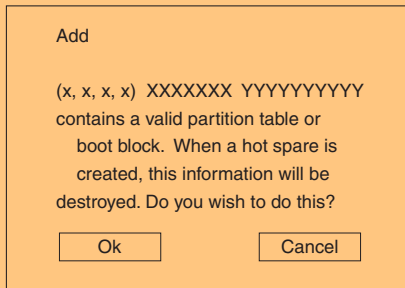 Add
(x, x, x, x) XXXXXXX YYYYYYYYYY
contains a valid partition table or
boot block. When a hot spare is
created, this information will be
destroyed. Do you wish to do this?
Ok Cancel